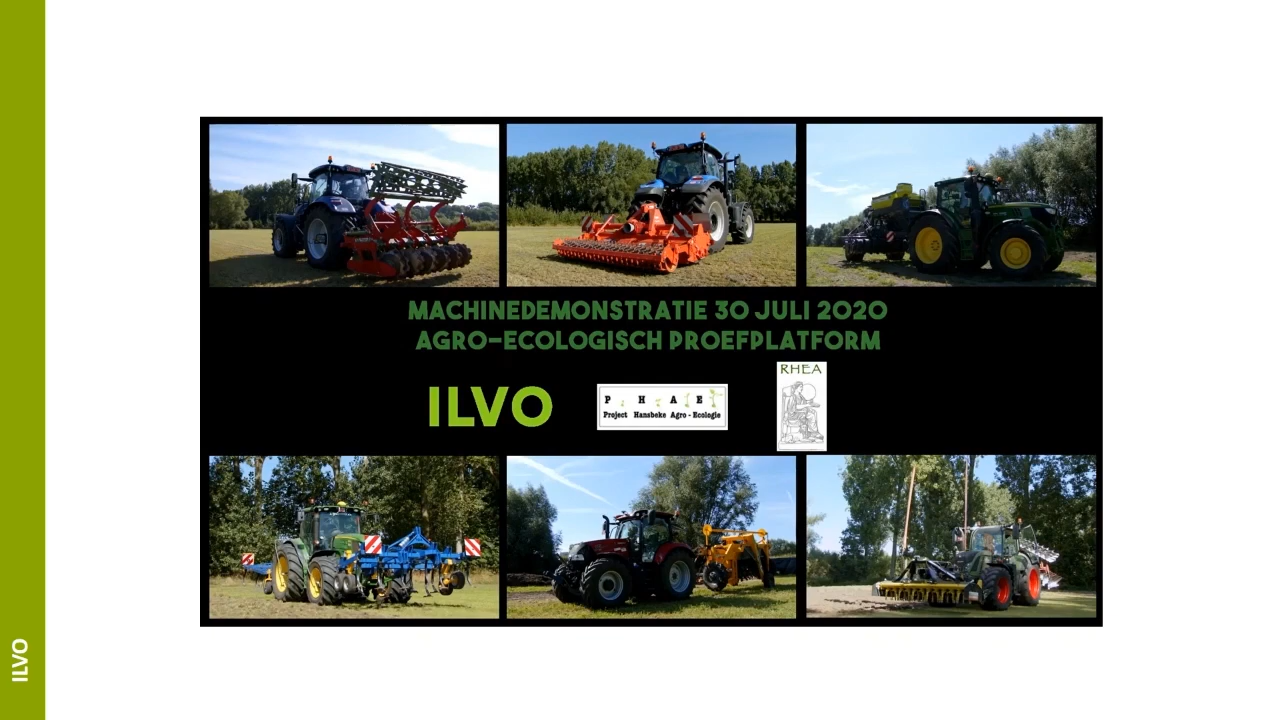 MACHINEDEMONSTRATIE 30 JULI 2020
AGRO-ECOLOGISCH PROEFPLATFORM
ILVO
P H A E
Project Hansbeke Agro - Ecologie
RHEA
ILVO